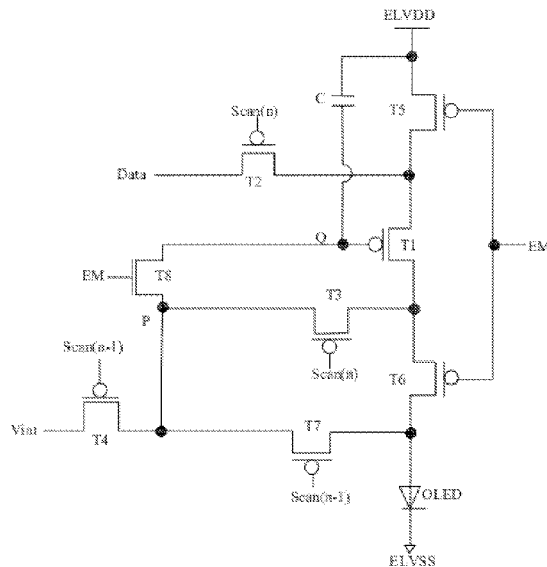 ELVDD
C
T5
Scan(n)
Data
T2
Q
T1
EM
EM
T8
T3
P
Scan(n-1)
Scan(n)
T6
Vint
T4
T7
Scan(n-1)
OLED
ELVSS